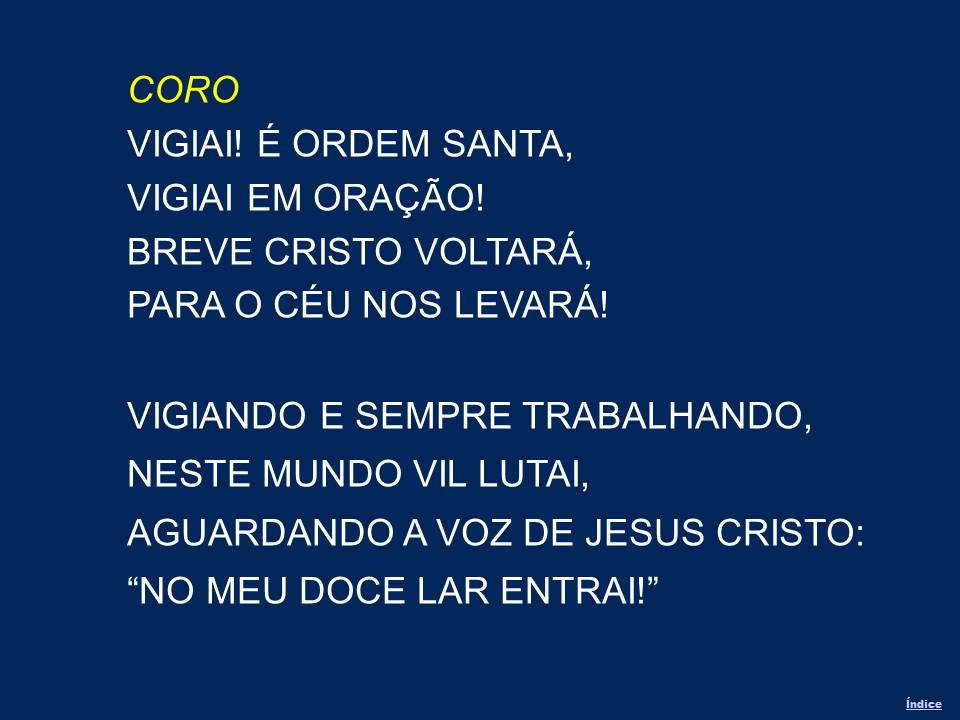 CORO
VIGIAI! É ORDEM SANTA,
VIGIAI EM ORAÇÃO!
BREVE CRISTO VOLTARÁ,
PARA O CÉU NOS LEVARÁ!
VIGIANDO E SEMPRE TRABALHANDO,
NESTE MUNDO VIL LUTAI,
AGUARDANDO A VOZ DE JESUS CRISTO:
“NO MEU DOCE LAR ENTRAI!”
Índice